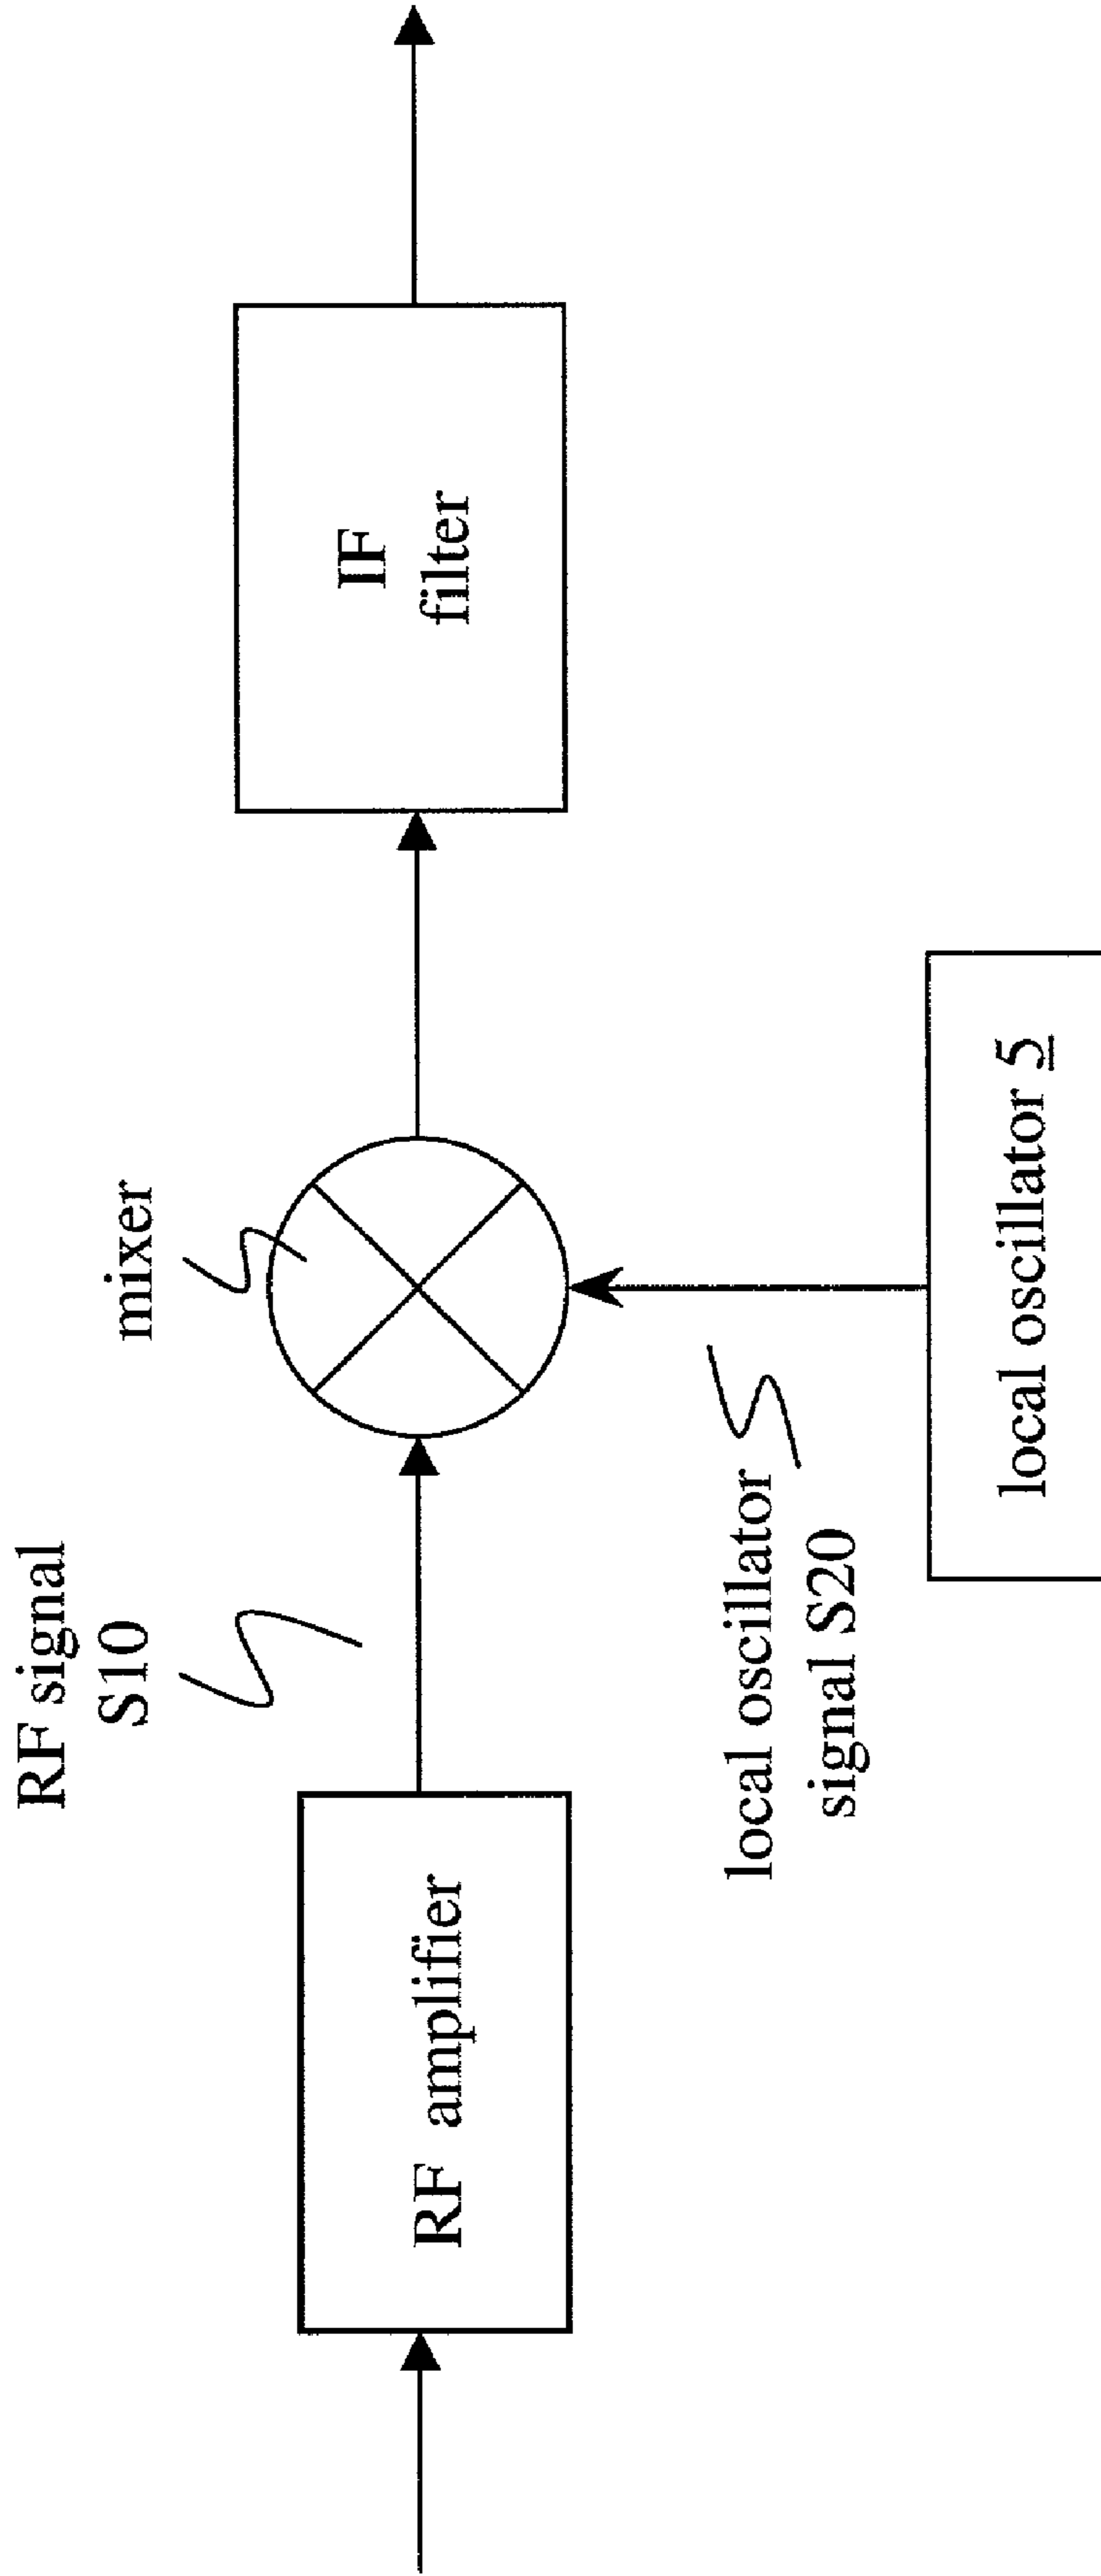 RF signal
S10
mixer
RF amplifier
IF
filter
local oscillator
signal S20
local oscillator 5